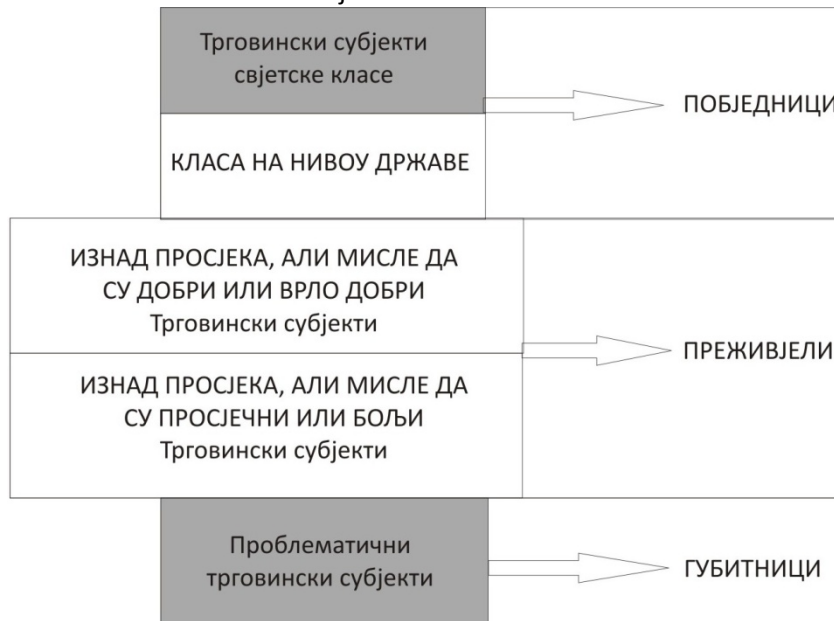 Трговински субјекти
свјетске класе
ПОБЈЕДНИЦИ
КЛАСА НА НИВОУ ДРЖАВЕ
ИЗНАД ПРОСЈЕКА, АЛИ МИСЛЕ ДА
СУ ДОБРИ ИЛИ ВРЛО ДОБРИ
Трговински субјекти
ПРЕЖИВЈЕЛИ
ИЗНАД ПРОСЈЕКА, АЛИ МИСЛЕ ДА
СУ ПРОСЈЕЧНИ ИЛИ БОЉИ
Трговински субјекти
Проблематични
трговински субјекти
ГУБИТНИЦИ